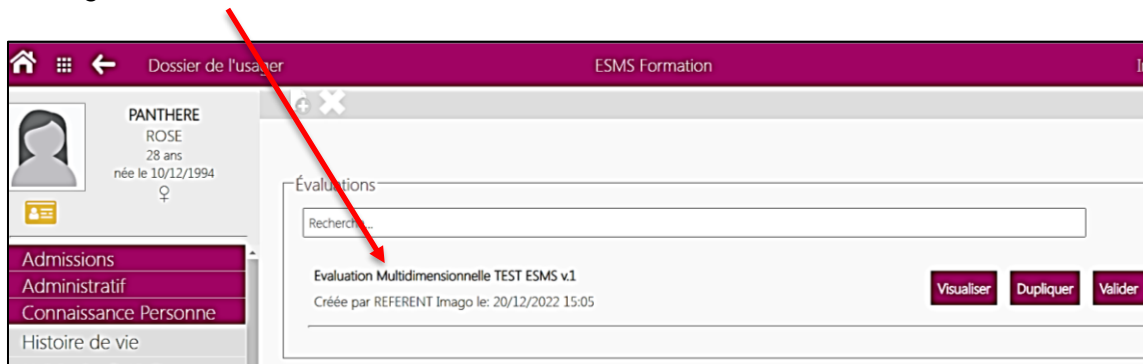 Dossier de l'usager
ESMS Formation
PANTHERE
ROSE
28 ans
née le 10/12/1994
Évaluations
Recherche...
Admissions
Administratif
Connaissance Personne
Histoire de vie
Evaluation Multidimensionnelle TEST ESMS v.1
Créée par REFERENT Imago le: 20/12/2022 15:05
Visualiser
Dupliquer
Valider